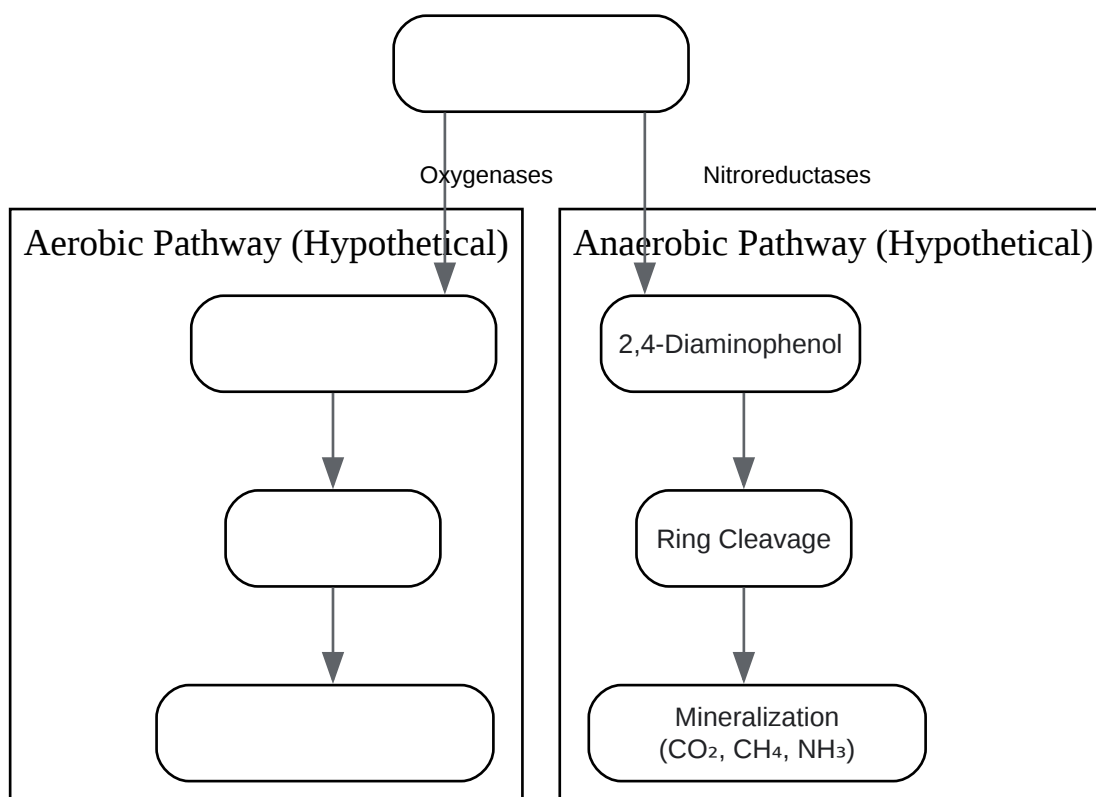 Oxygenases
Nitroreductases
Aerobic Pathway (Hypothetical)
Anaerobic Pathway (Hypothetical)
2,4-Diaminophenol
Ring Cleavage
Mineralization
(CO₂, CH₄, NH₃)